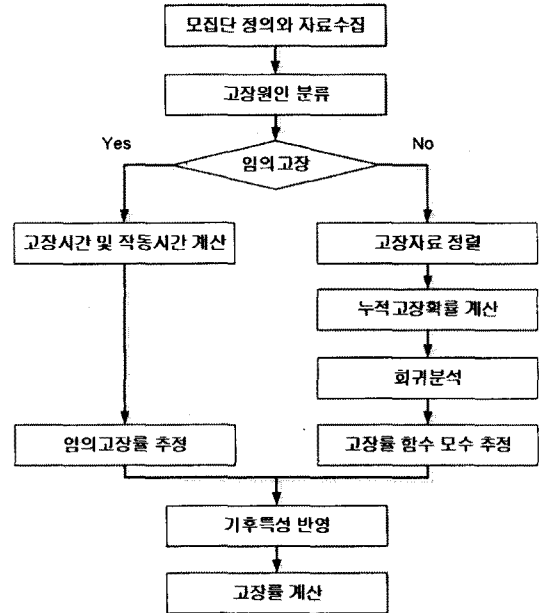 모집단 정의와 자료수집
고장원인 분류
Yes
No
임의고장
고장시간 및 작동시간 계산
고장자료 정렬
누적고장확률 계산
회귀분석
임의고장률 추정
고장률 함수 모수 추정
기후특성 반영
고장률 계산